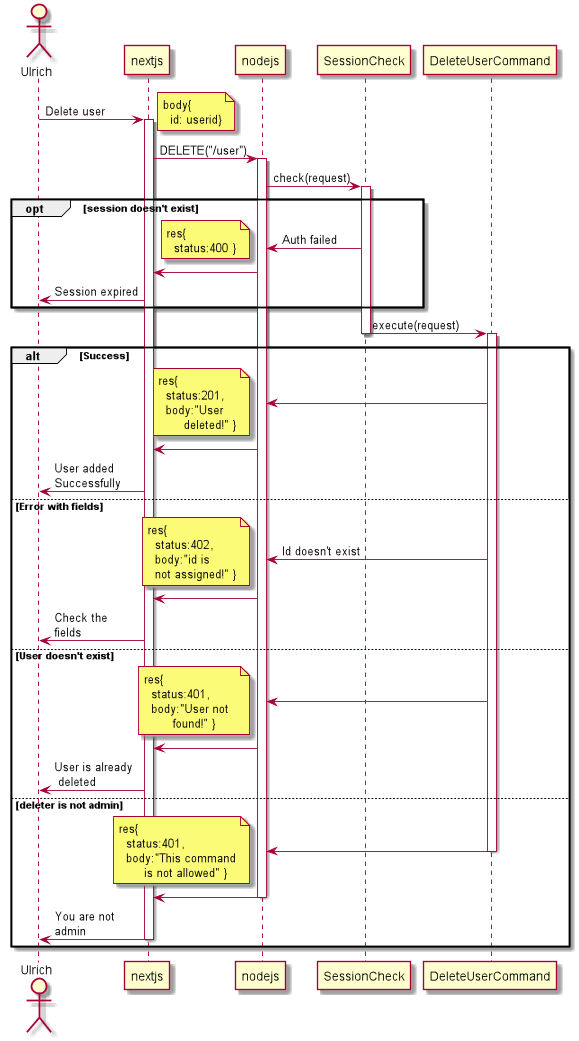 Ulrich
nextjs
nodejs
SessionCheck
DeleteUserCommand
Delete user
body{
id: userid}
DELETE("/user")
check(request)
opt
[session doesn't exist]
res{
status:400 }
Auth failed
Session expired
execute(request)
alt
[Success]
res{
status:201,
body:"User
deleted!" }
User added
Successfully
[Error with fields]
res{
status:402,
body:"id is
not assigned!" }
Id doesn't exist
Check the
fields
[User doesn't exist]
res{
status:401,
body:"User not
found!" }
User is already
deleted
[deleter is not admin]
res{
status:401,
body:"This command
is not allowed" }
You are not
admin
Ulrich
nextjs
nodejs
SessionCheck
DeleteUserCommand